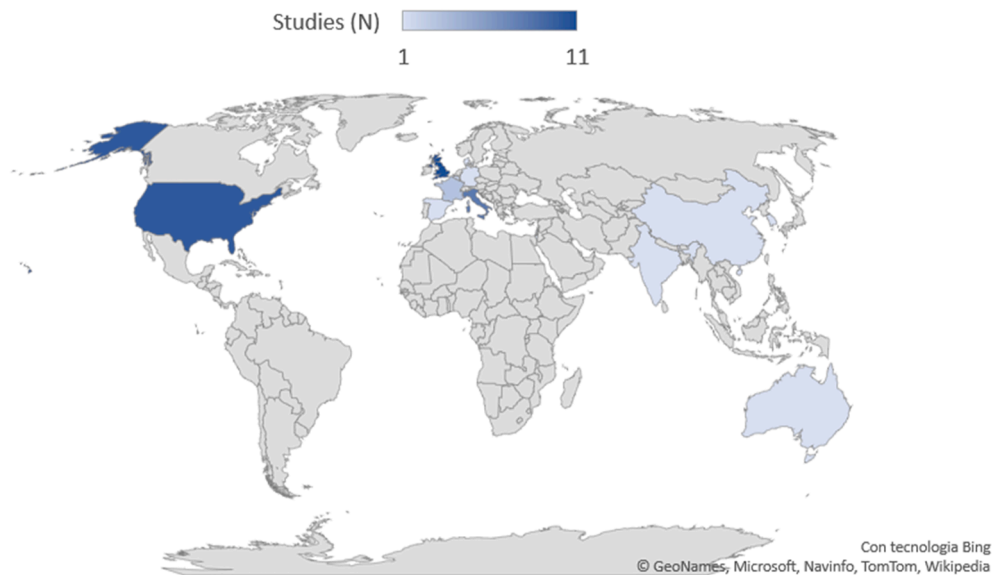 Studies (N)
1 11
Con tecnologia Bing
© GeoNames, Microsoft, Navinfo, TomTom, Wikipedia